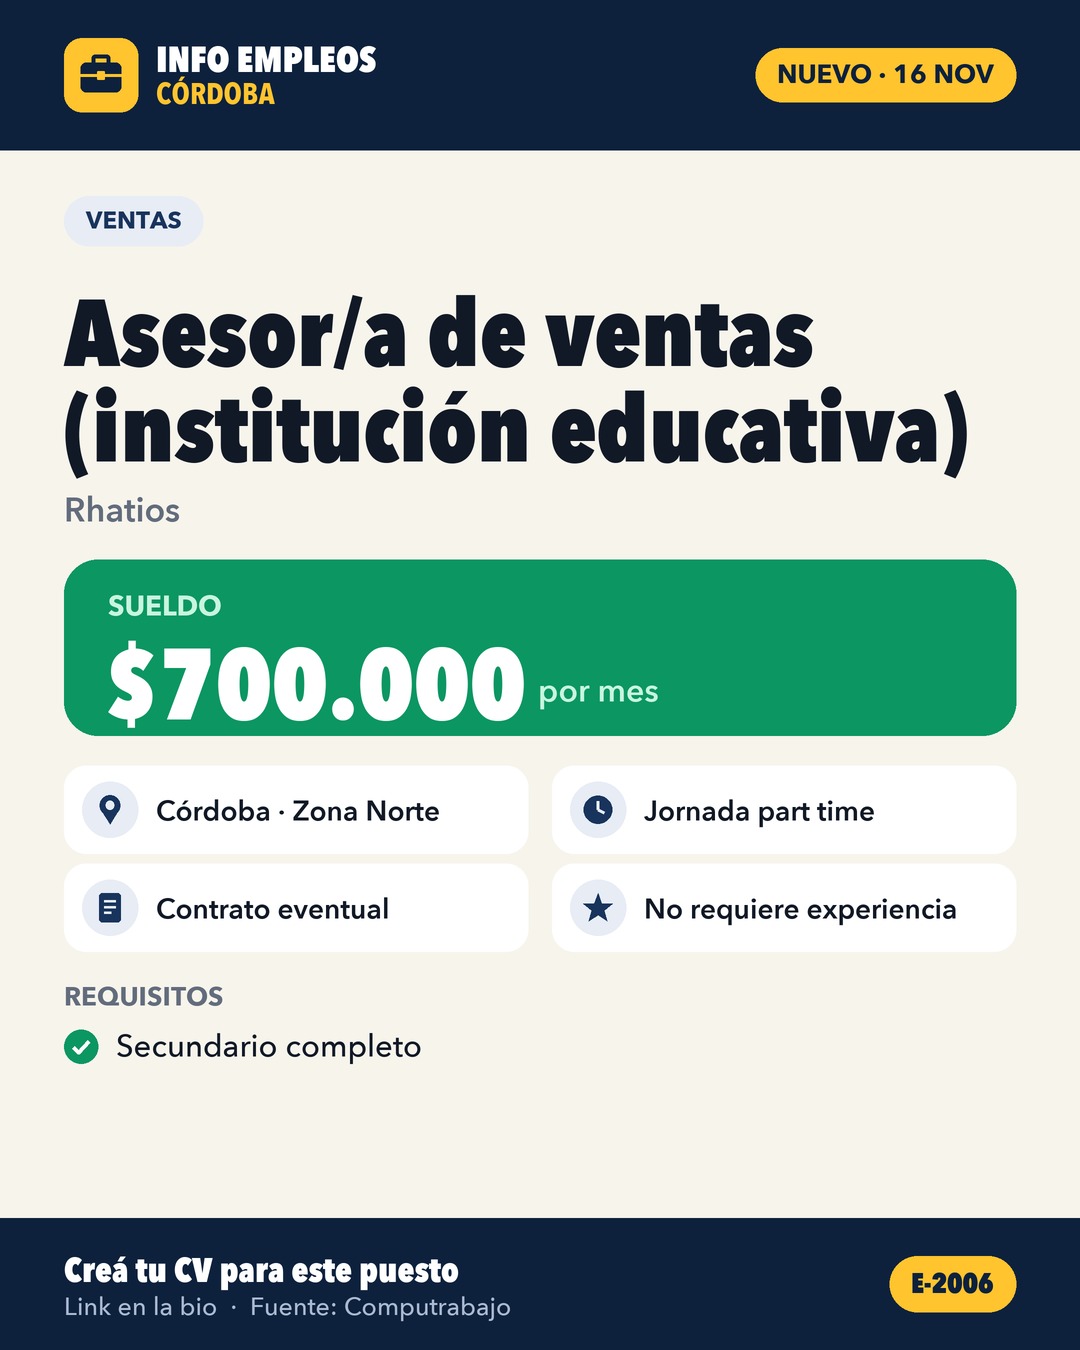 INFO EMPLEOS
CÓRDOBA
NUEVO · 16 NOV
VENTAS
Asesor/a de ventas
(institución educativa)
Rhatios
SUELDO
$700.000 por mes
Córdoba · Zona Norte
Jornada part time
Contrato eventual
No requiere experiencia
REQUISITOS
Secundario completo
Creá tu CV para este puesto
Link en la bio · Fuente: Computrabajo
E-2006